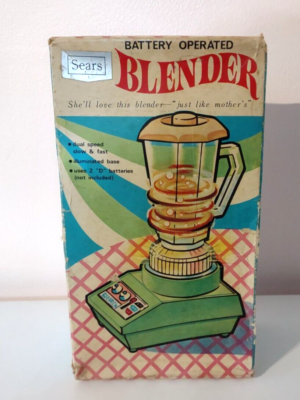 BATTERY OPERATED
Sears
BLENDER
She'll love this blender—"just like mother's"
• dual speed
slow & fast
• illuminated base
• uses 2 "D" batteries
(not included)